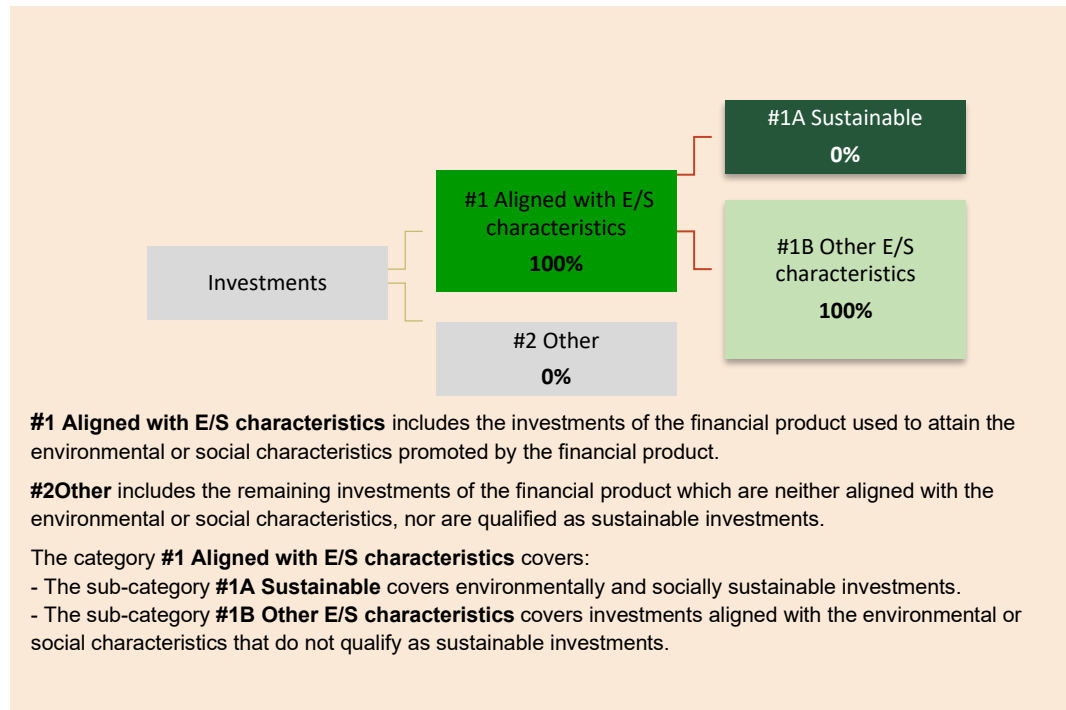 #1A Sustainable
0%
#1 Aligned with E/S
characteristics
100%
#1B Other E/S
characteristics
100%
Investments
#2 Other
0%
#1 Aligned with E/S characteristics includes the investments of the financial product used to attain the
environmental or social characteristics promoted by the financial product.
#2Other includes the remaining investments of the financial product which are neither aligned with the
environmental or social characteristics, nor are qualified as sustainable investments.
The category #1 Aligned with E/S characteristics covers:
- The sub-category #1A Sustainable covers environmentally and socially sustainable investments.
- The sub-category #1B Other E/S characteristics covers investments aligned with the environmental or
social characteristics that do not qualify as sustainable investments.